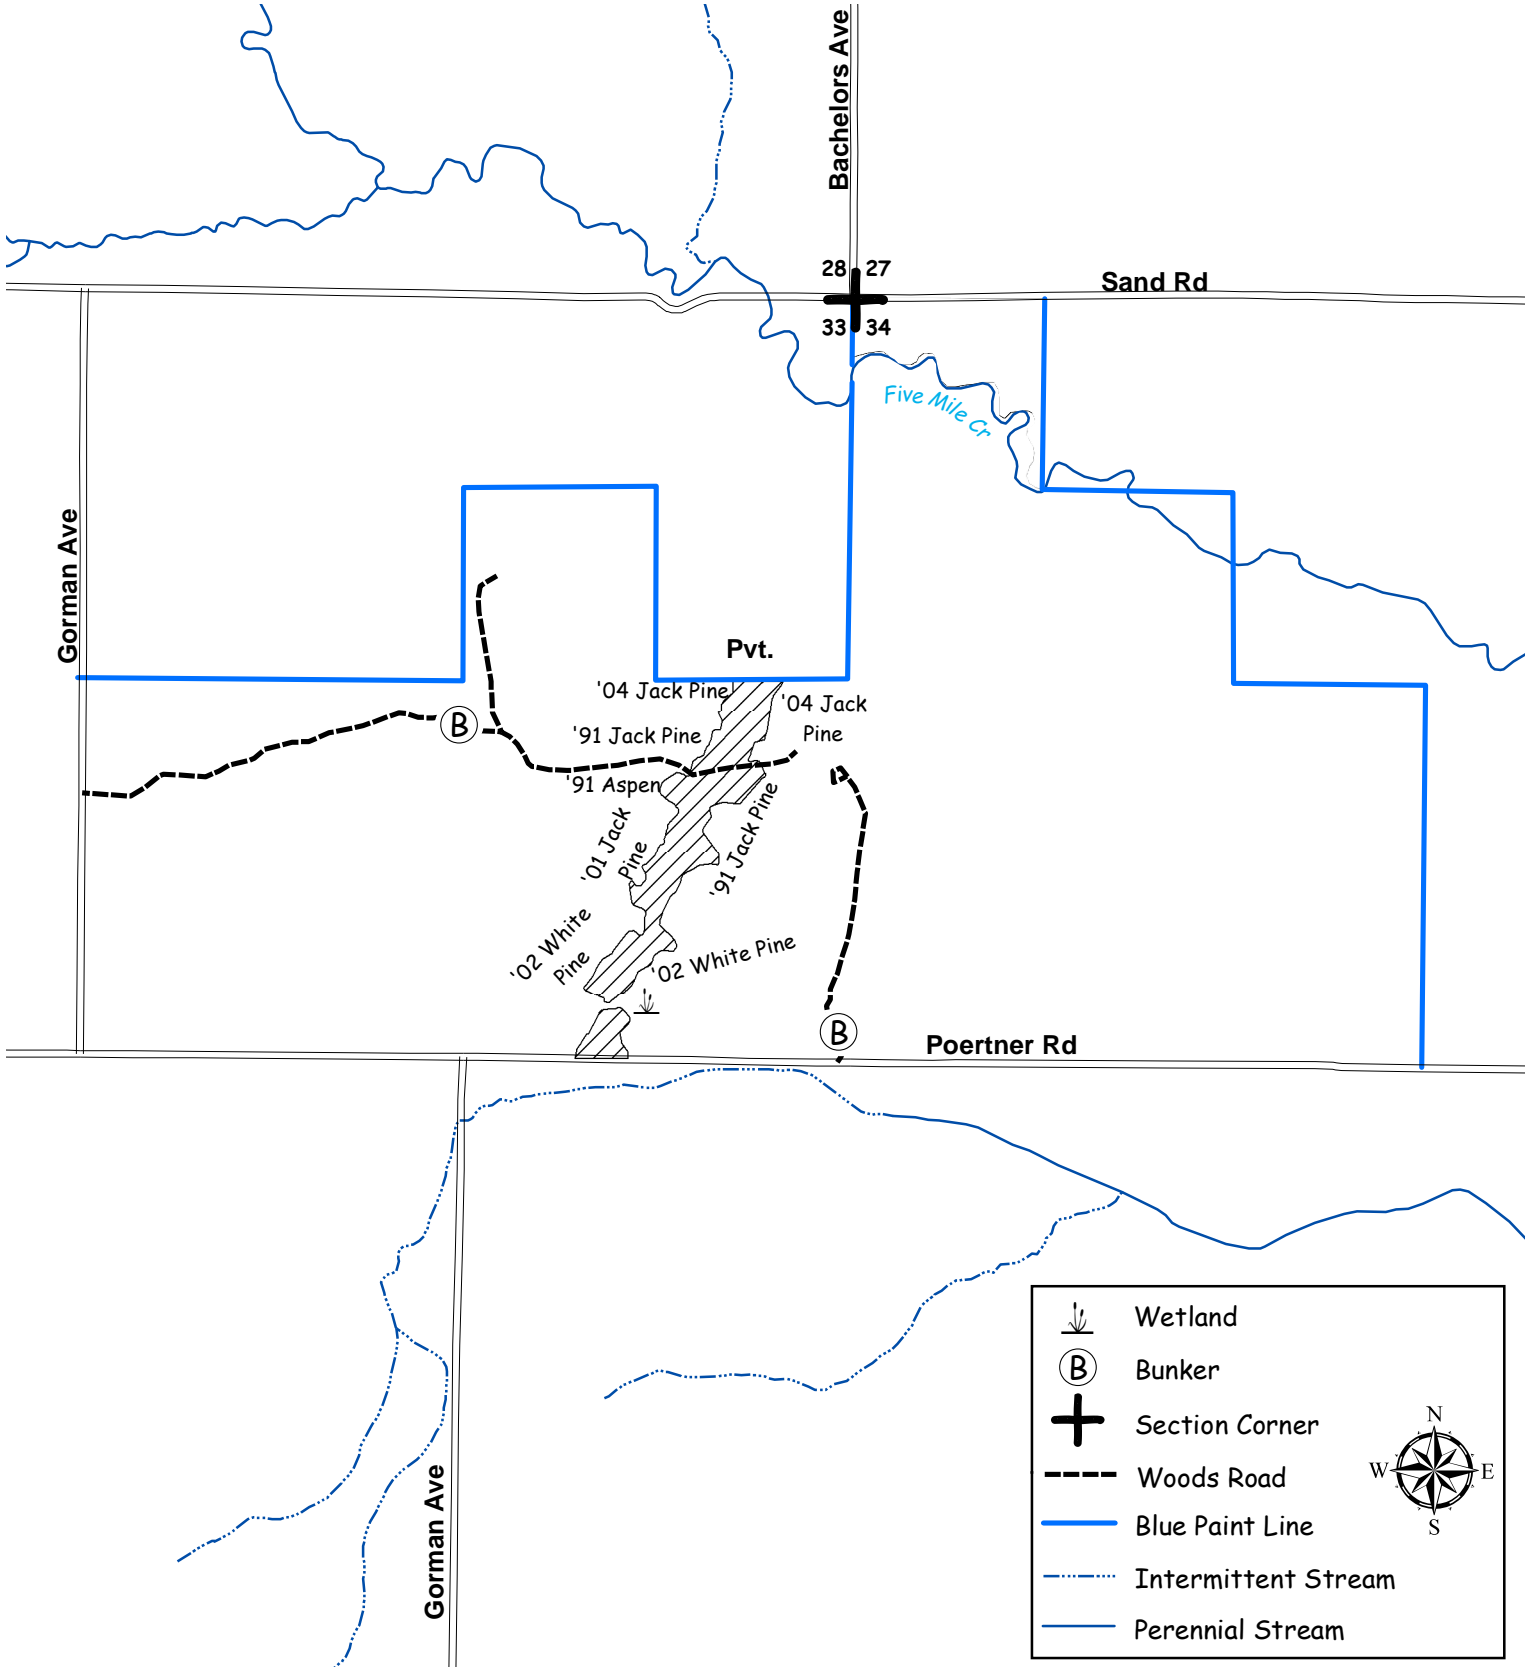 Bachelors Ave
28 27
33 34
Sand Rd
Five Mile Cr
Gorman Ave
Pvt.
'04 Jack Pine
'04 Jack
Pine
'91 Jack Pine
B
'91 Aspen
'01 Jack
Pine
'91 Jack Pine
'02 White
Pine
'02 White Pine
B
Poertner Rd
Gorman Ave
Wetland
B Bunker
Section Corner
Woods Road
Blue Paint Line
Intermittent Stream
Perennial Stream
N
W E
S